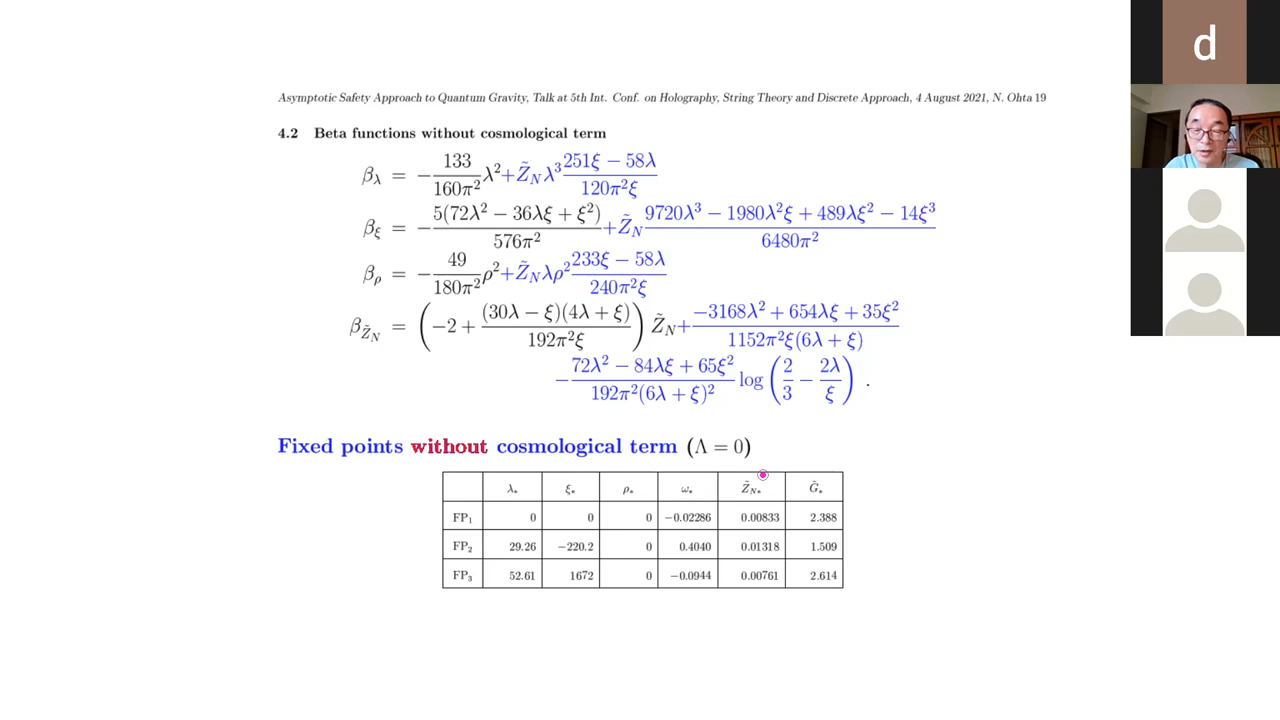 d
Asymptotic Safety Approach to Quantum Gravity, Talk at 5th Int. Conf. on Holography, String Theory and Discrete Approach, 4 August 2021, N. Ohta 19
4.2 Beta functions without cosmological term
β_λ = −133/(160π²) λ² + Z̃_N λ³ (251ξ − 58λ)/(120π²ξ)
β_ξ = −5(72λ² − 36λξ + ξ²)/(576π²) + Z̃_N (9720λ³ − 1980λ²ξ + 489λξ² − 14ξ³)/(6480π²)
β_ρ = −49/(180π²) ρ² + Z̃_N λρ² (233ξ − 58λ)/(240π²ξ)
β_{Z̃_N} = (−2 + (30λ − ξ)(4λ + ξ)/(192π²ξ)) Z̃_N + (−3168λ² + 654λξ + 35ξ²)/(1152π²ξ(6λ + ξ))
− (72λ² − 84λξ + 65ξ²)/(192π²(6λ + ξ)²) log(2/3 − 2λ/ξ) .
Fixed points without cosmological term (Λ = 0)
λ_* ξ_* ρ_* ω_* Z̃_{N*} G̃_*
FP₁ 0 0 0 −0.02286 0.00833 2.388
FP₂ 29.26 −220.2 0 0.4040 0.01318 1.509
FP₃ 52.61 1672 0 −0.0944 0.00761 2.614